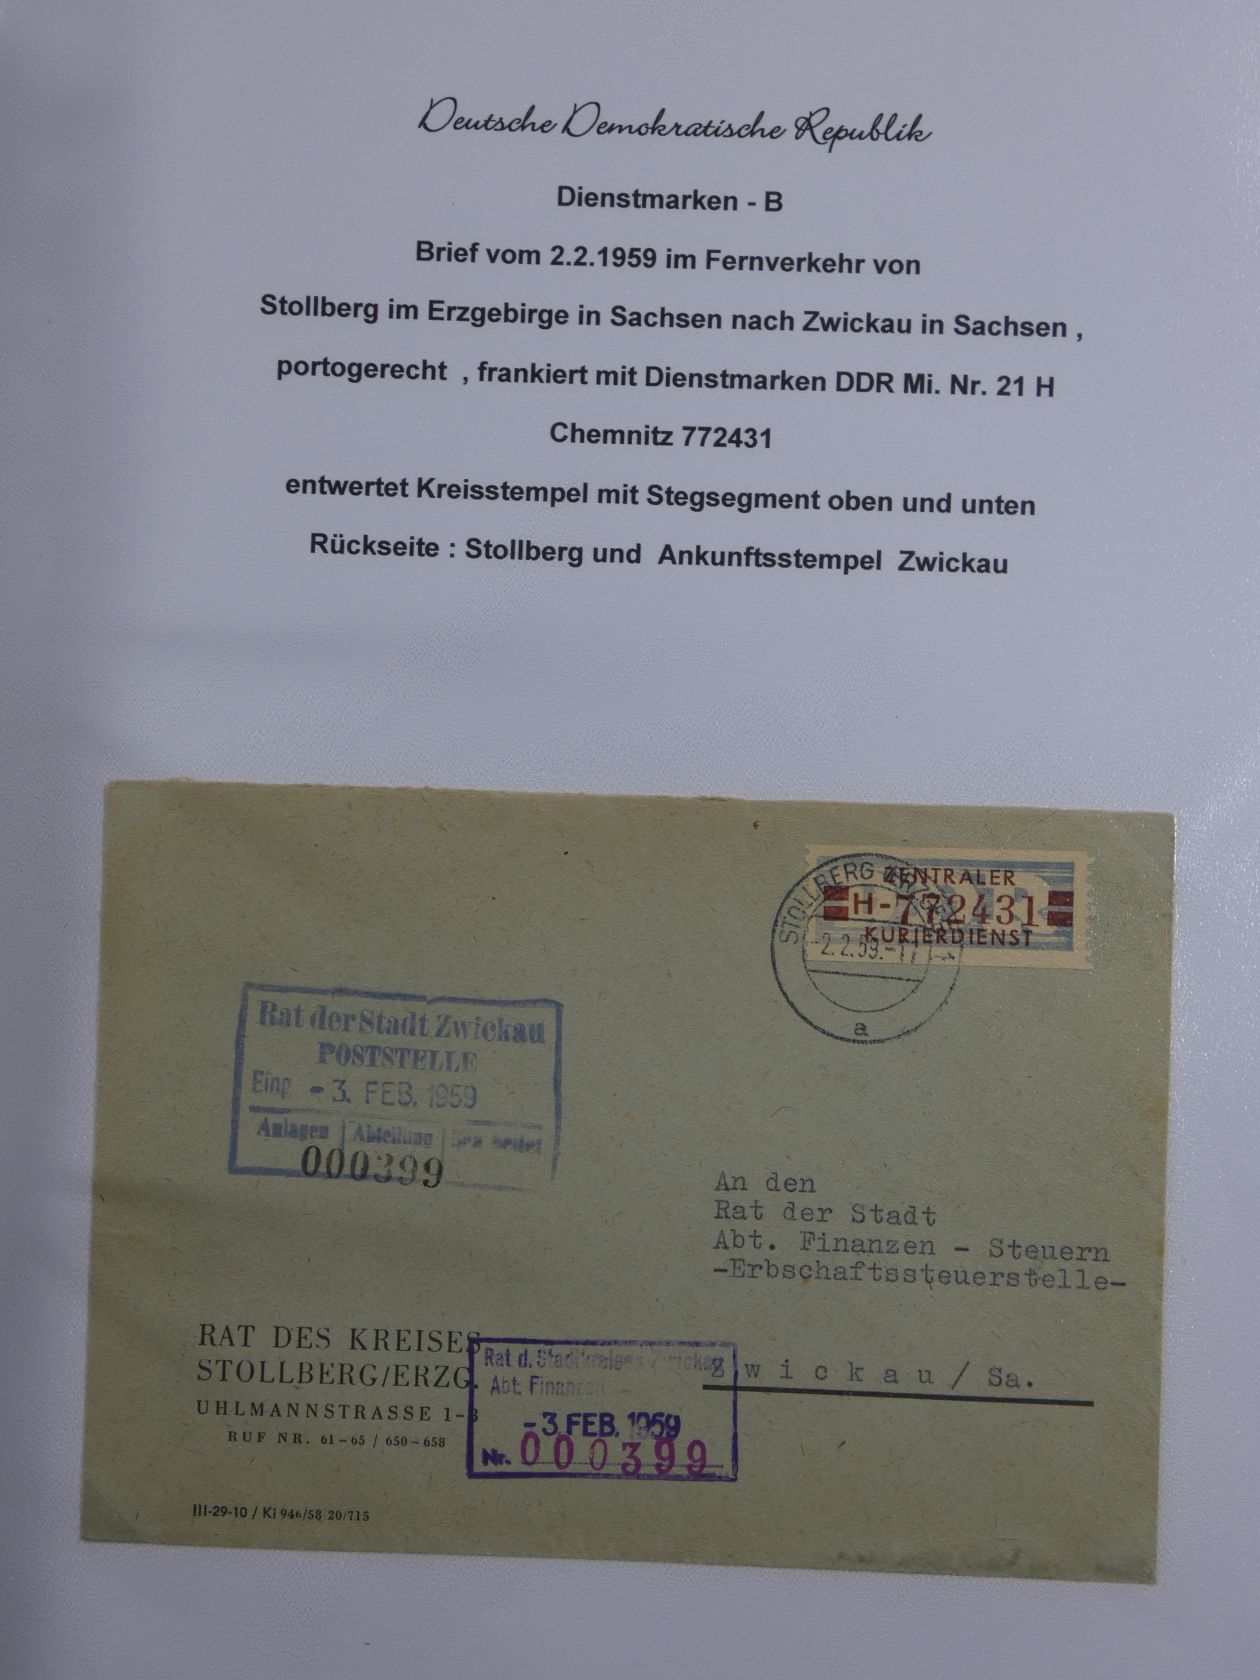 Deutsche Demokratische Republik
Dienstmarken - B
Brief vom 2.2.1959 im Fernverkehr von
Stollberg im Erzgebirge in Sachsen nach Zwickau in Sachsen ,
portogerecht , frankiert mit Dienstmarken DDR Mi. Nr. 21 H
Chemnitz 772431
entwertet Kreisstempel mit Stegsegment oben und unten
Rückseite : Stollberg und Ankunftsstempel Zwickau
ZENTRALER
H-772431
KURIERDIENST
STOLLBERG
2.2.59.-17
a
Rat der Stadt Zwickau
POSTSTELLE
Eing -3. FEB. 1959
Anlagen Abteilung
000399
An den
Rat der Stadt
Abt. Finanzen - Steuern
-Erbschaftssteuerstelle-
Zwickau/Sa.
RAT DES KREISES
STOLLBERG/ERZG.
UHLMANNSTRASSE 1-3
RUF NR. 61-65 / 650-658
Rat d. Stadtkreises Zwickau
Abt. Finanzen
-3. FEB. 1959
Nr. 000399
III-29-10 / Ki 946/58 20/715